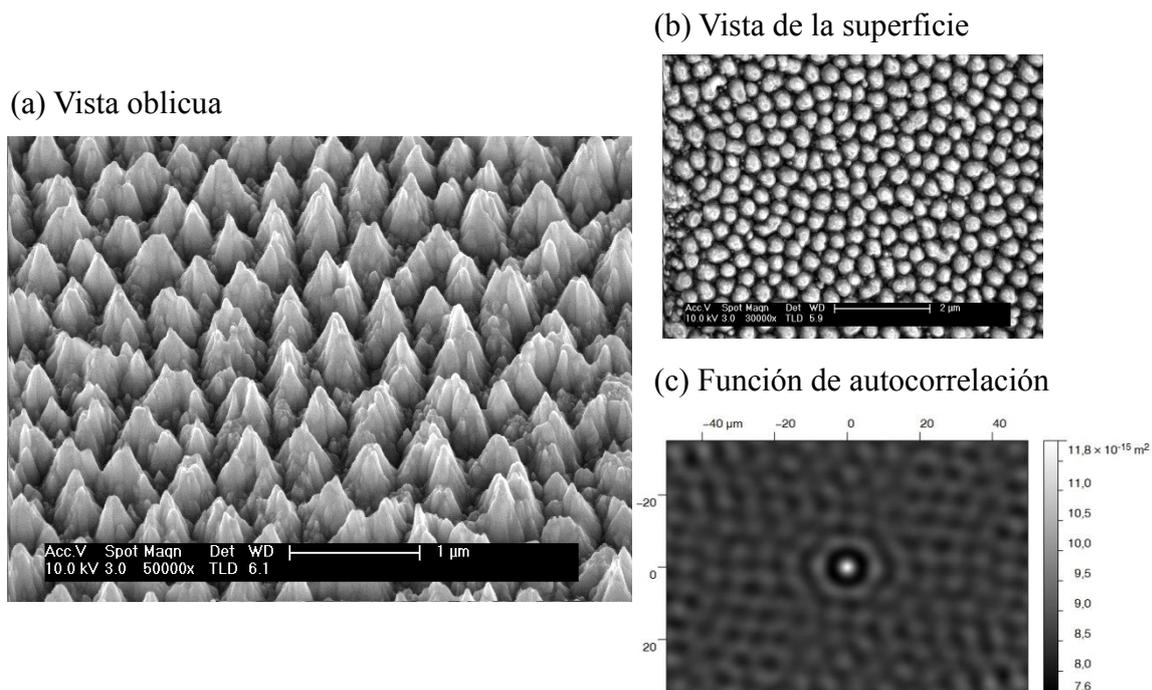 (a) Vista oblicua
Acc.V Spot Magn Det WD 1 µm
10.0 kV 3.0 50000x TLD 6.1
(b) Vista de la superficie
Acc.V Spot Magn Det WD 2 µm
10.0 kV 3.0 30000x TLD 5.9
(c) Función de autocorrelación
−40 µm −20 0 20 40
−20
0
20
11,8 × 10-15 m2
11,0
10,5
10,0
9,5
9,0
8,5
8,0
7,6